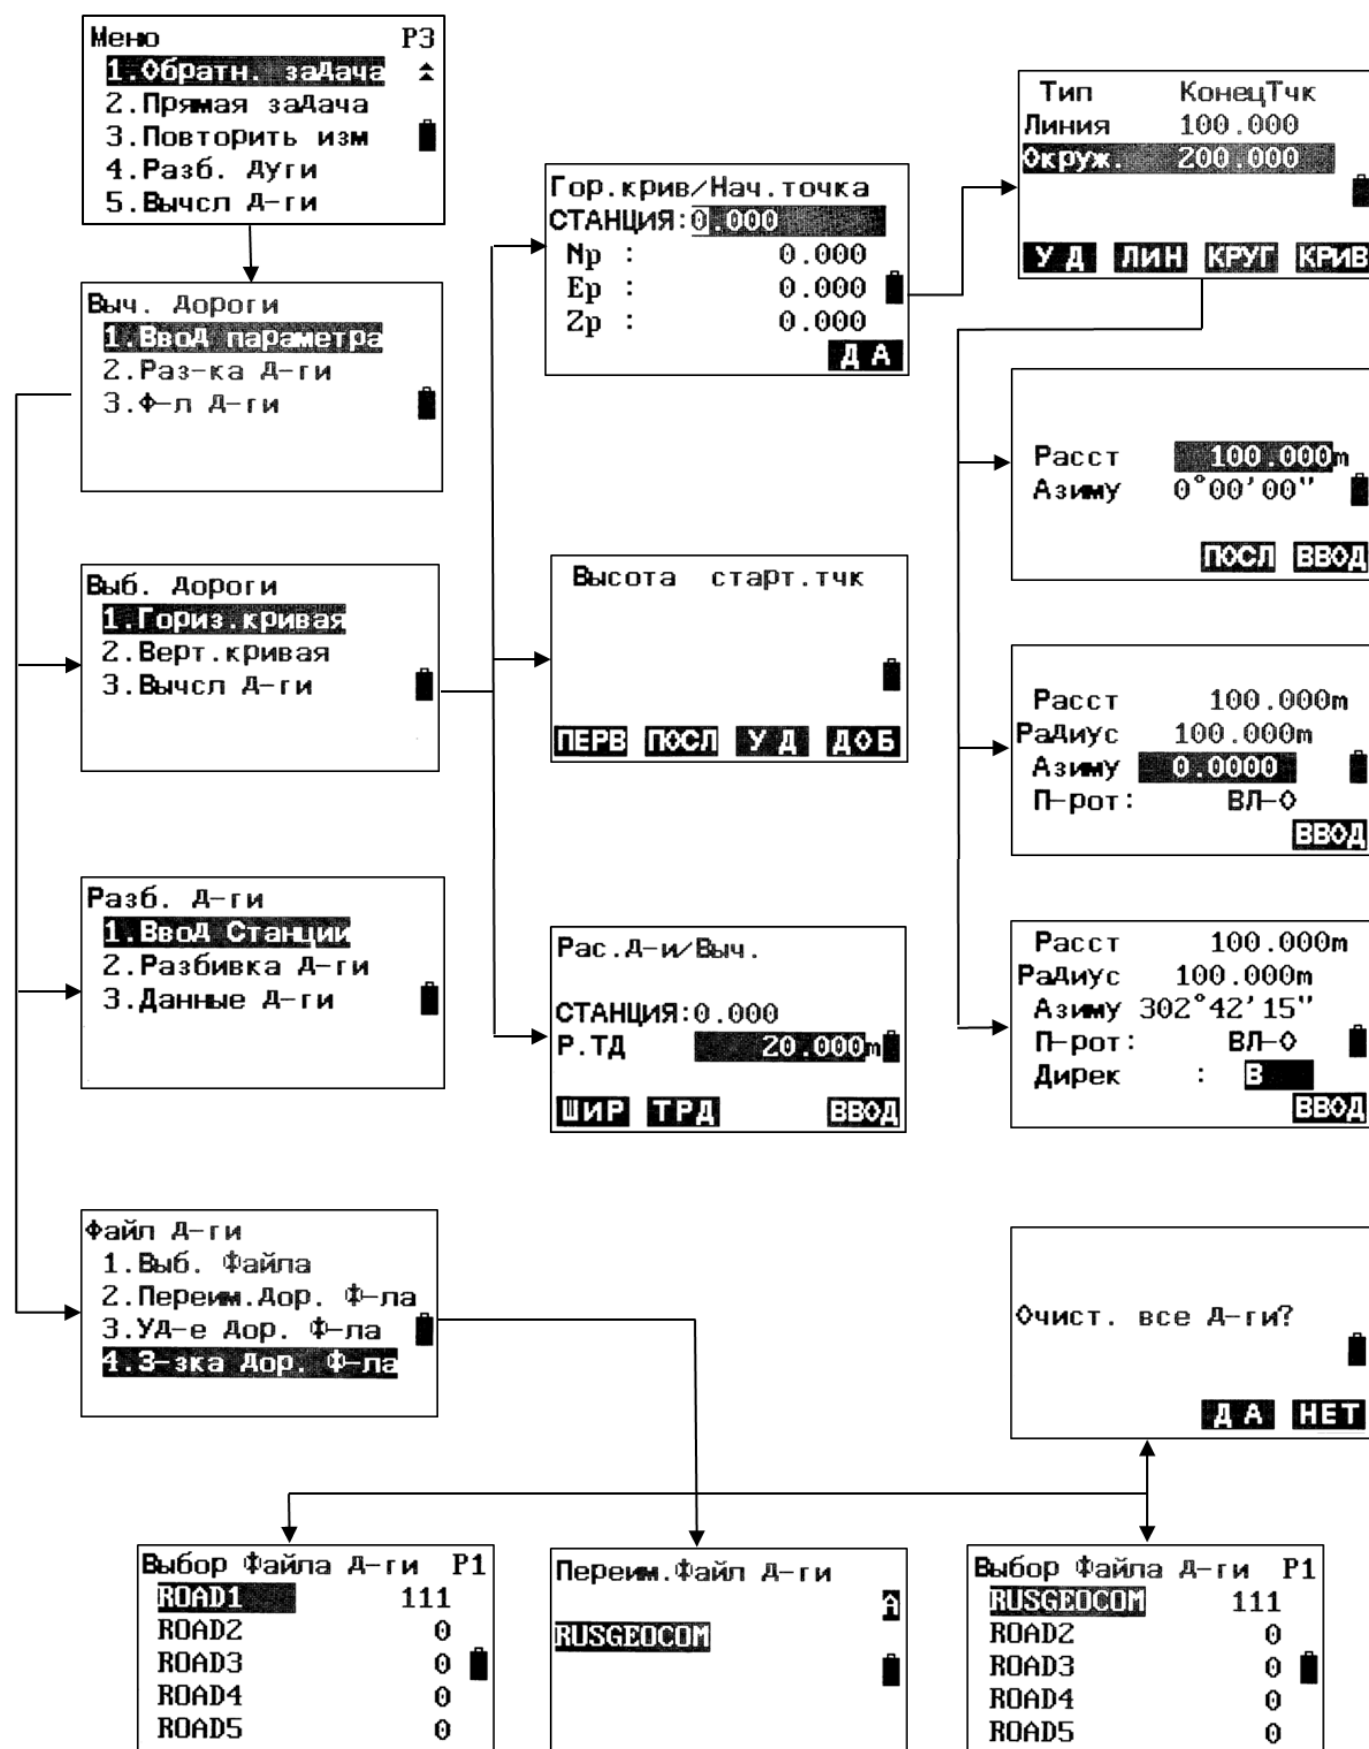 Меню P3
1.Обратн. задача
2.Прямая задача
3.Повторить изм
4.Разб. Дуги
5.Вычсл Д-ги
Выч. Дороги
1.Ввод параметра
2.Раз-ка Д-ги
3.Ф-л Д-ги
Выб. Дороги
1.Гориз.кривая
2.Верт.кривая
3.Вычсл Д-ги
Разб. Д-ги
1.Ввод Станции
2.Разбивка Д-ги
3.Данные Д-ги
Файл Д-ги
1.Выб. Файла
2.Переим.Дор. Ф-ла
3.УД-е Дор. Ф-ла
4.З-зка Дор. Ф-ла
Гор.крив/Нач.точка
СТАНЦИЯ:0.000
Np : 0.000
Ep : 0.000
Zp : 0.000
ДА
Высота старт.тчк
ПЕРВ ПОСЛ УД ДОБ
Рас.Д-и/Выч.
СТАНЦИЯ:0.000
Р.ТД 20.000m
ШИР ТРД ВВОД
Тип КонецТчк
Линия 100.000
Окруж. 200.000
УД ЛИН КРУГ КРИВ
Расст 100.000m
Азиму 0°00'00"
ПОСЛ ВВОД
Расст 100.000m
Радиус 100.000m
Азиму 0.0000
П-рот: ВЛ-О
ВВОД
Расст 100.000m
Радиус 100.000m
Азиму 302°42'15"
П-рот: ВЛ-О
Дирек : В
ВВОД
Очист. все Д-ги?
ДА НЕТ
Выбор Файла Д-ги P1
ROAD1 111
ROAD2 0
ROAD3 0
ROAD4 0
ROAD5 0
Переим.Файл Д-ги
A
RUSGEOCOM
Выбор Файла Д-ги P1
RUSGEOCOM 111
ROAD2 0
ROAD3 0
ROAD4 0
ROAD5 0